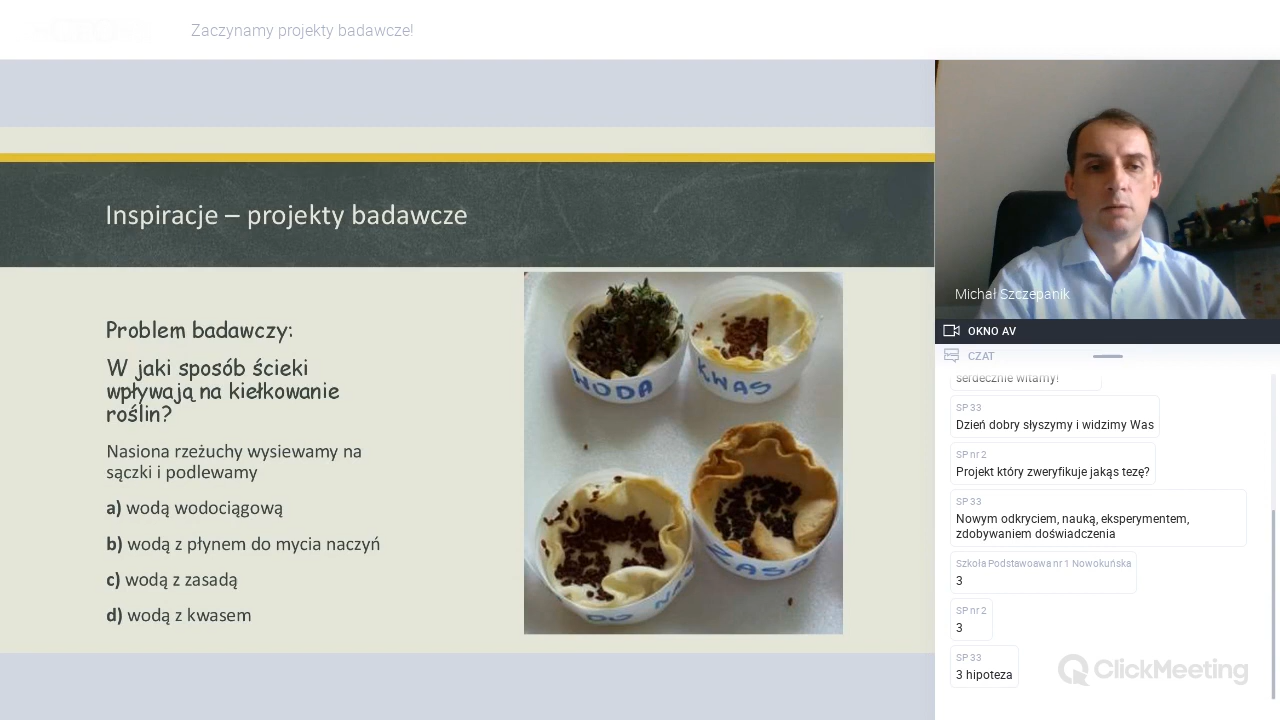 Zaczynamy projekty badawcze!
Inspiracje – projekty badawcze
Problem badawczy:
W jaki sposób ścieki
wpływają na kiełkowanie
roślin?
Nasiona rzeżuchy wysiewamy na
sączki i podlewamy
a) wodą wodociągową
b) wodą z płynem do mycia naczyń
c) wodą z zasadą
d) wodą z kwasem
WODA
KWAS
ZASA
DO NA
Michał Szczepanik
OKNO AV
CZAT
serdecznie witamy!
SP 33
Dzień dobry słyszymy i widzimy Was
SP nr 2
Projekt który zweryfikuje jakąs tezę?
SP 33
Nowym odkryciem, nauką, eksperymentem,
zdobywaniem doświadczenia
Szkoła Podstawoawa nr 1 Nowokuńska
3
SP nr 2
3
SP 33
3 hipoteza
ClickMeeting